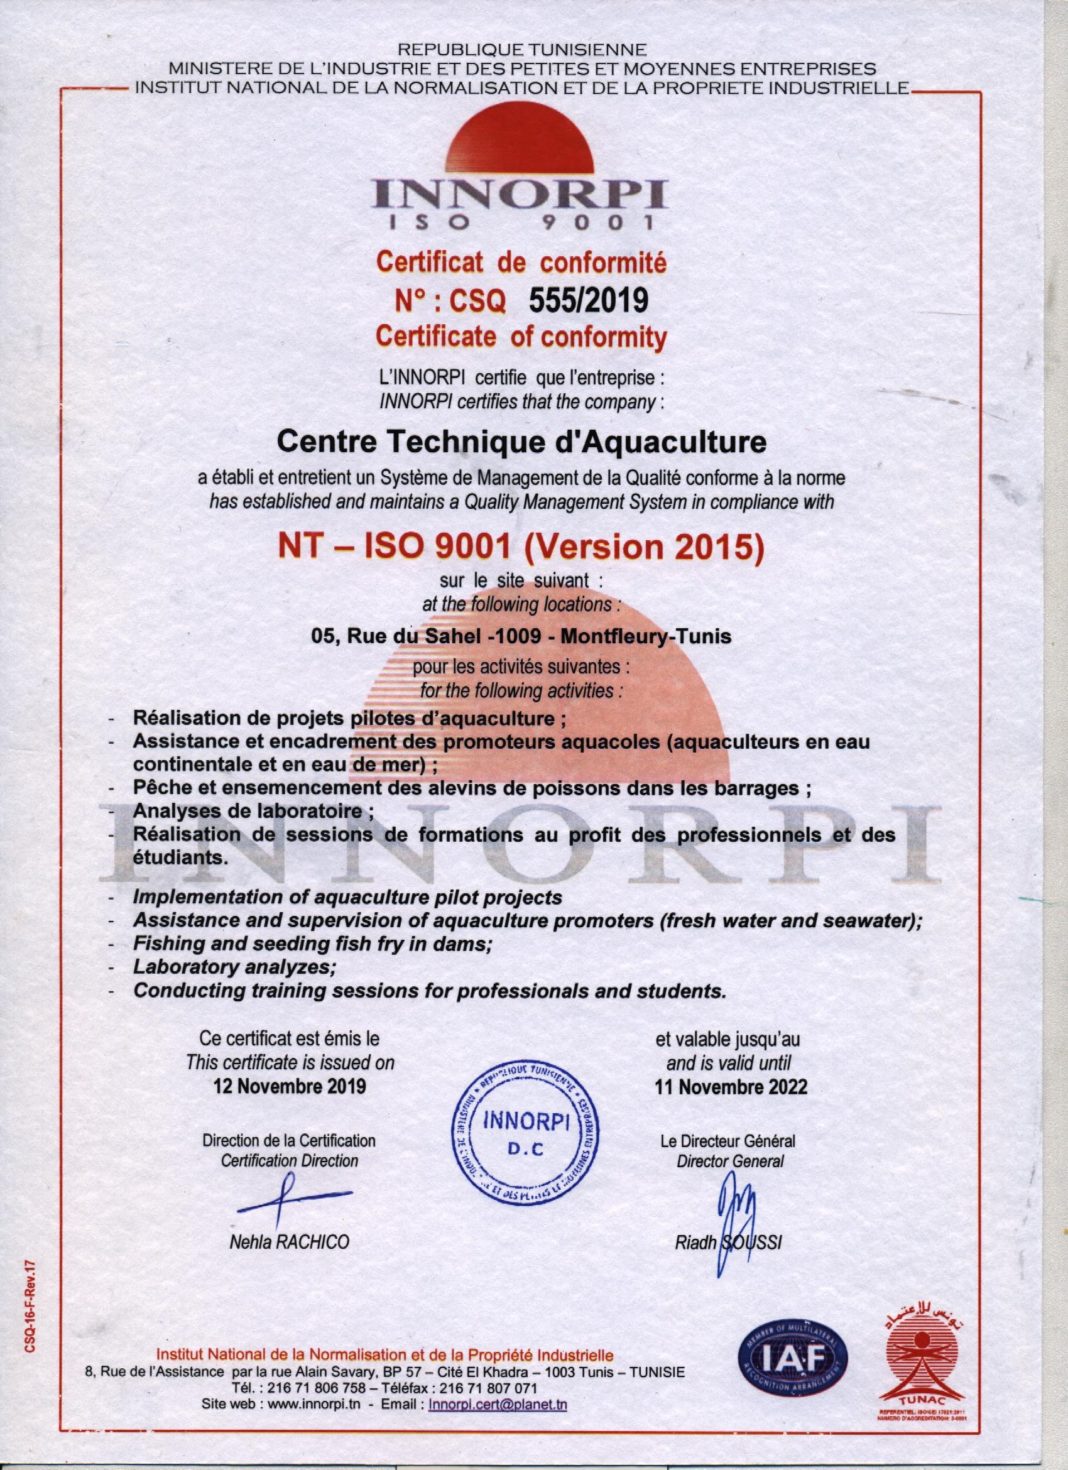 REPUBLIQUE TUNISIENNE
MINISTERE DE L'INDUSTRIE ET DES PETITES ET MOYENNES ENTREPRISES
INSTITUT NATIONAL DE LA NORMALISATION ET DE LA PROPRIETE INDUSTRIELLE
INNORPI
ISO 9001
Certificat de conformité
N° : CSQ 555/2019
Certificate of conformity
L'INNORPI certifie que l'entreprise :
INNORPI certifies that the company :
Centre Technique d'Aquaculture
a établi et entretient un Système de Management de la Qualité conforme à la norme
has established and maintains a Quality Management System in compliance with
NT – ISO 9001 (Version 2015)
sur le site suivant :
at the following locations :
05, Rue du Sahel -1009 - Montfleury-Tunis
pour les activités suivantes :
for the following activities :
- Réalisation de projets pilotes d'aquaculture ;
- Assistance et encadrement des promoteurs aquacoles (aquaculteurs en eau
continentale et en eau de mer) ;
- Pêche et ensemencement des alevins de poissons dans les barrages ;
- Analyses de laboratoire ;
- Réalisation de sessions de formations au profit des professionnels et des
étudiants.
INNORPI
- Implementation of aquaculture pilot projects
- Assistance and supervision of aquaculture promoters (fresh water and seawater);
- Fishing and seeding fish fry in dams;
- Laboratory analyzes;
- Conducting training sessions for professionals and students.
Ce certificat est émis le
This certificate is issued on
12 Novembre 2019
et valable jusqu'au
and is valid until
11 Novembre 2022
REPUBLIQUE TUNISIENNE
INNORPI
D.C
Direction de la Certification
Certification Direction
Nehla RACHICO
Le Directeur Général
Director General
Riadh SOUSSI
CSQ-16-F-Rev.17
Institut National de la Normalisation et de la Propriété Industrielle
8, Rue de l'Assistance par la rue Alain Savary, BP 57 – Cité El Khadra – 1003 Tunis – TUNISIE
Tél. : 216 71 806 758 – Téléfax : 216 71 807 071
Site web : www.innorpi.tn - Email : Innorpi.cert@planet.tn
MEMBER OF MULTILATERAL
IAF
RECOGNITION ARRANGEMENT
تونس للإعتماد
TUNAC